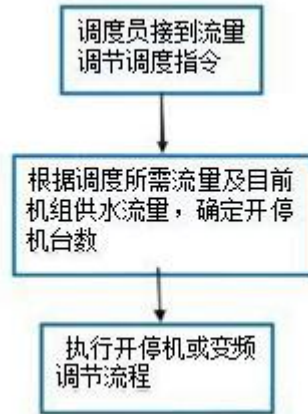 调度员接到流量
调节调度指令
根据调度所需流量及目前
机组供水流量，确定开停
机台数
执行开停机或变频
调节流程